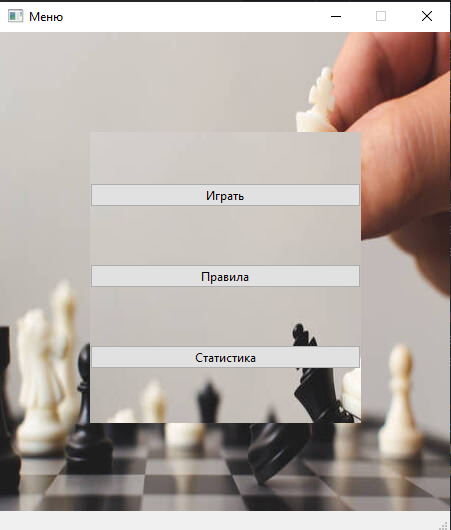 Меню
Играть
Правила
Статистика